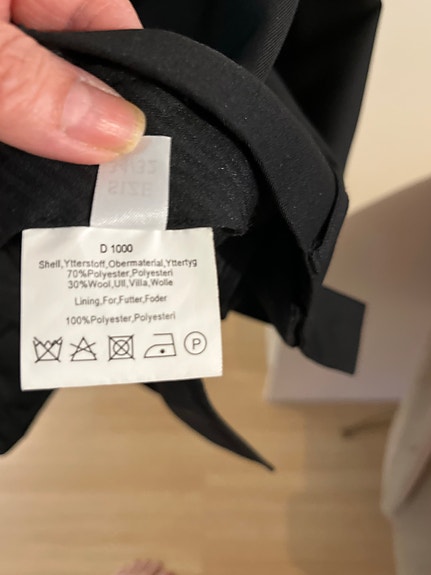 SIZE
D 1000
Shell,Ytterstoff,Obermaterial,Yttertyg
70%Polyester,Polyesteri
30%Wool,Ull,Villa,Wolle
Lining,For,Futter,Foder
100%Polyester,Polyesteri
P